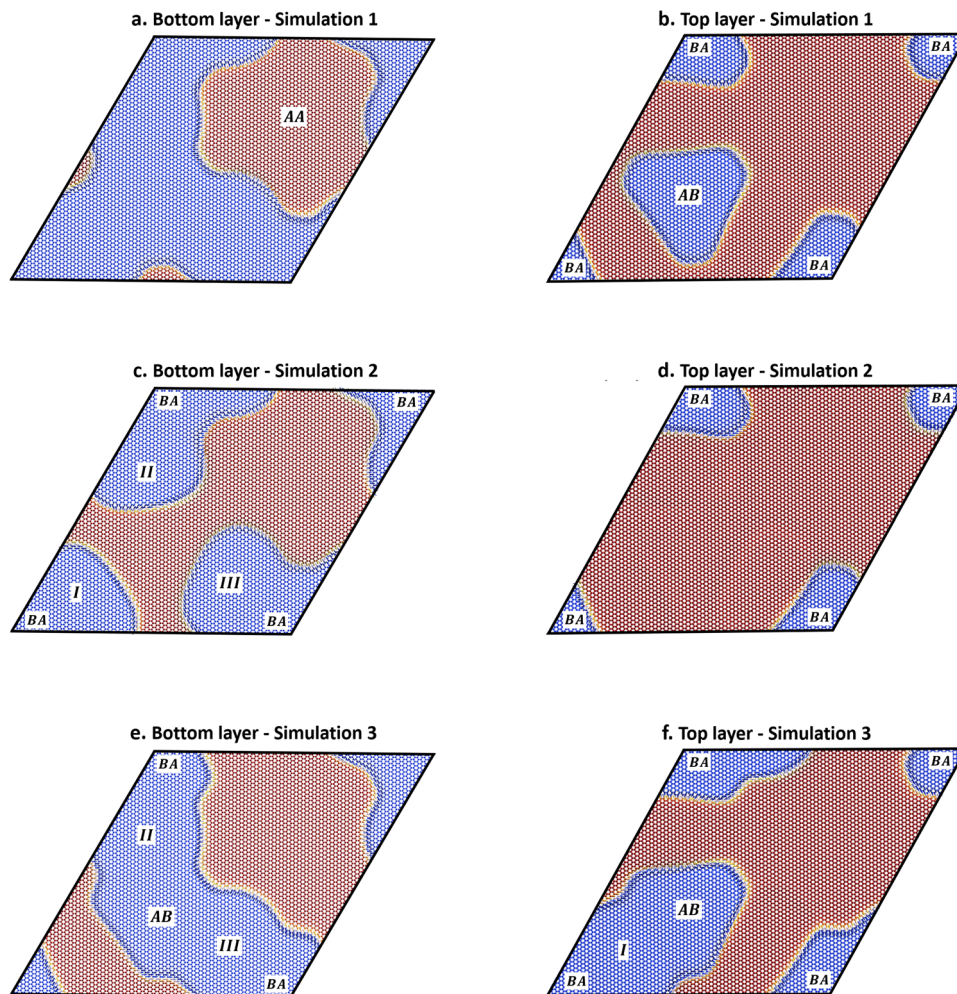 a. Bottom layer - Simulation 1
b. Top layer - Simulation 1
AA
BA
BA
AB
BA
BA
c. Bottom layer - Simulation 2
d. Top layer - Simulation 2
BA
BA
II
I
III
BA
BA
BA
BA
BA
BA
e. Bottom layer - Simulation 3
f. Top layer - Simulation 3
BA
II
AB
III
BA
BA
BA
AB
I
BA
BA